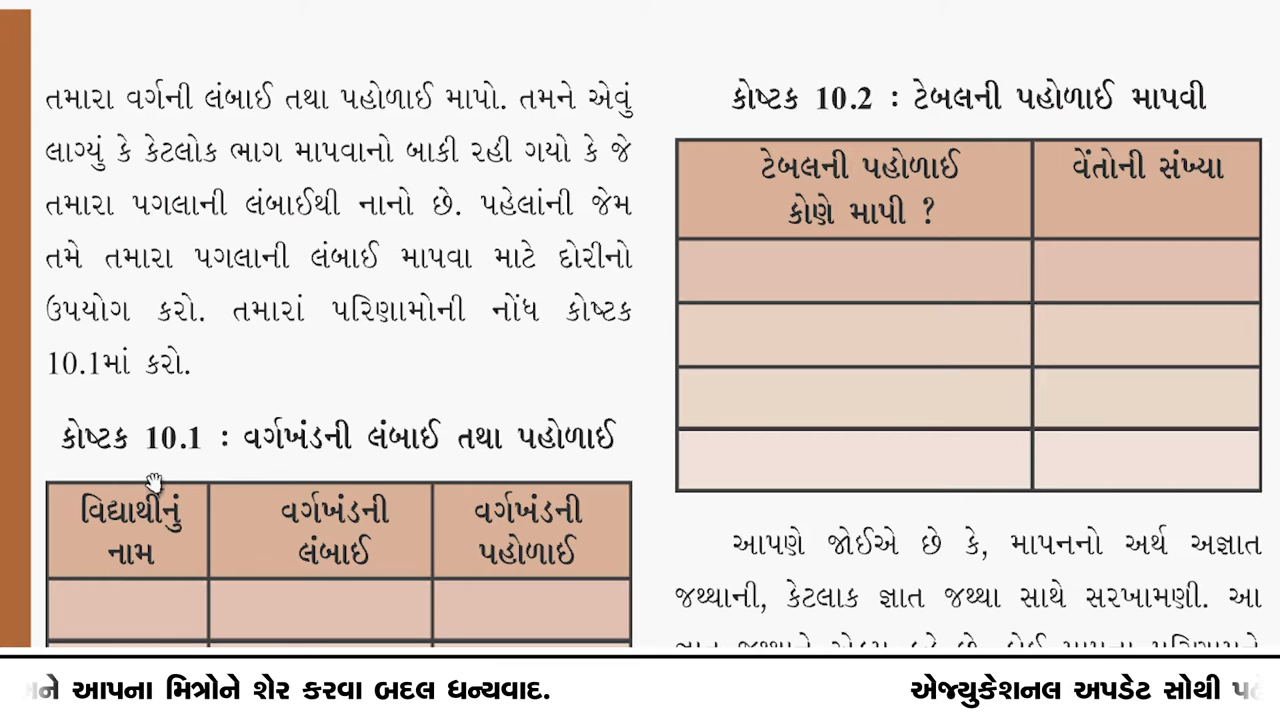 તમારા વર્ગની લંબાઈ તથા પહોળાઈ માપો. તમને એવું
લાગ્યું કે કેટલોક ભાગ માપવાનો બાકી રહી ગયો કે જે
તમારા પગલાની લંબાઈથી નાનો છે. પહેલાંની જેમ
તમે તમારા પગલાની લંબાઈ માપવા માટે દોરીનો
ઉપયોગ કરો. તમારાં પરિણામોની નોંધ કોષ્ટક
10.1માં કરો.
કોષ્ટક 10.1 : વર્ગખંડની લંબાઈ તથા પહોળાઈ
વિદ્યાર્થીનું નામ
વર્ગખંડની લંબાઈ
વર્ગખંડની પહોળાઈ
કોષ્ટક 10.2 : ટેબલની પહોળાઈ માપવી
ટેબલની પહોળાઈ
કોણે માપી ?
વેંતોની સંખ્યા
આપણે જોઈએ છે કે, માપનનો અર્થ અજ્ઞાત
જથ્થાની, કેટલાક જ્ઞાત જથ્થા સાથે સરખામણી. આ
આપના મિત્રોને શેર કરવા બદલ ધન્યવાદ.
એજ્યુકેશનલ અપડેટ સોથી